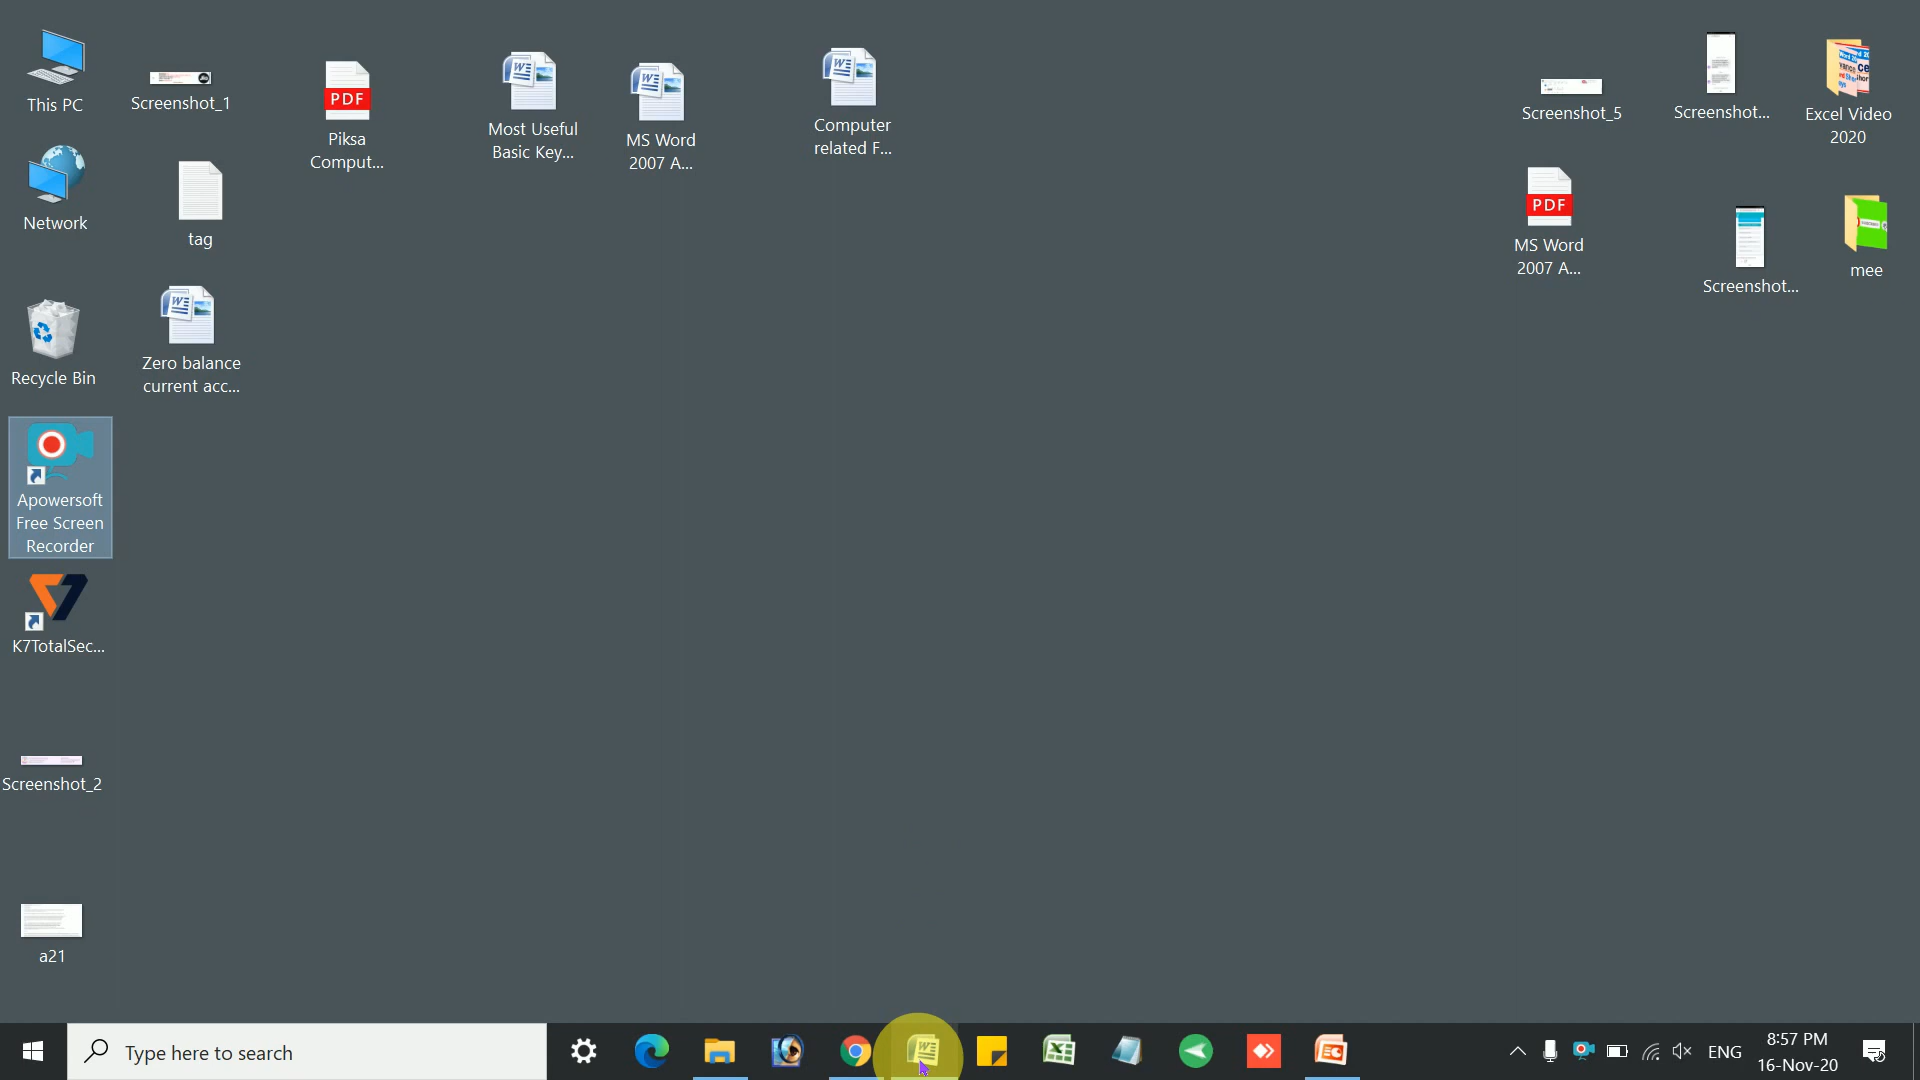 This PC
Screenshot_1
PDF
Piksa
Comput...
Most Useful
Basic Key...
MS Word
2007 A...
Computer
related F...
Screenshot_5
Screenshot...
Excel Video
2020
Network
tag
PDF
MS Word
2007 A...
Screenshot...
mee
Recycle Bin
Zero balance
current acc...
Apowersoft
Free Screen
Recorder
K7TotalSec...
Screenshot_2
a21
Type here to search
ENG
8:57 PM
16-Nov-20